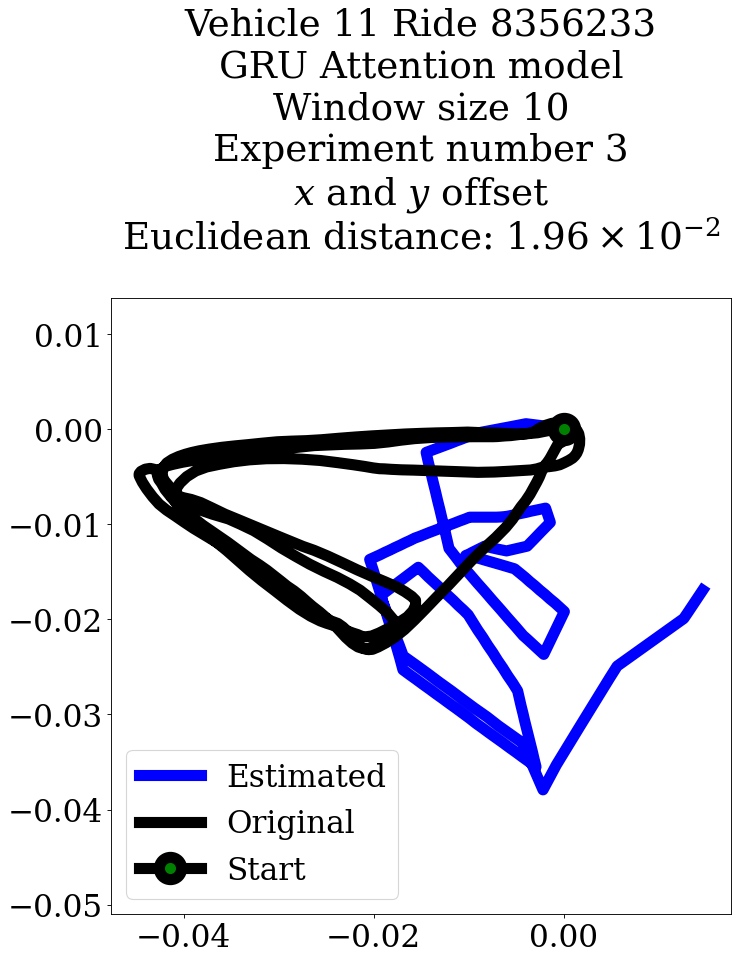 Vehicle 11 Ride 8356233
GRU Attention model
Window size 10
Experiment number 3
x and y offset
Euclidean distance: 1.96 × 10⁻²
0.01
0.00
−0.01
−0.02
−0.03
−0.04
−0.05
Estimated
Original
Start
−0.04 −0.02 0.00